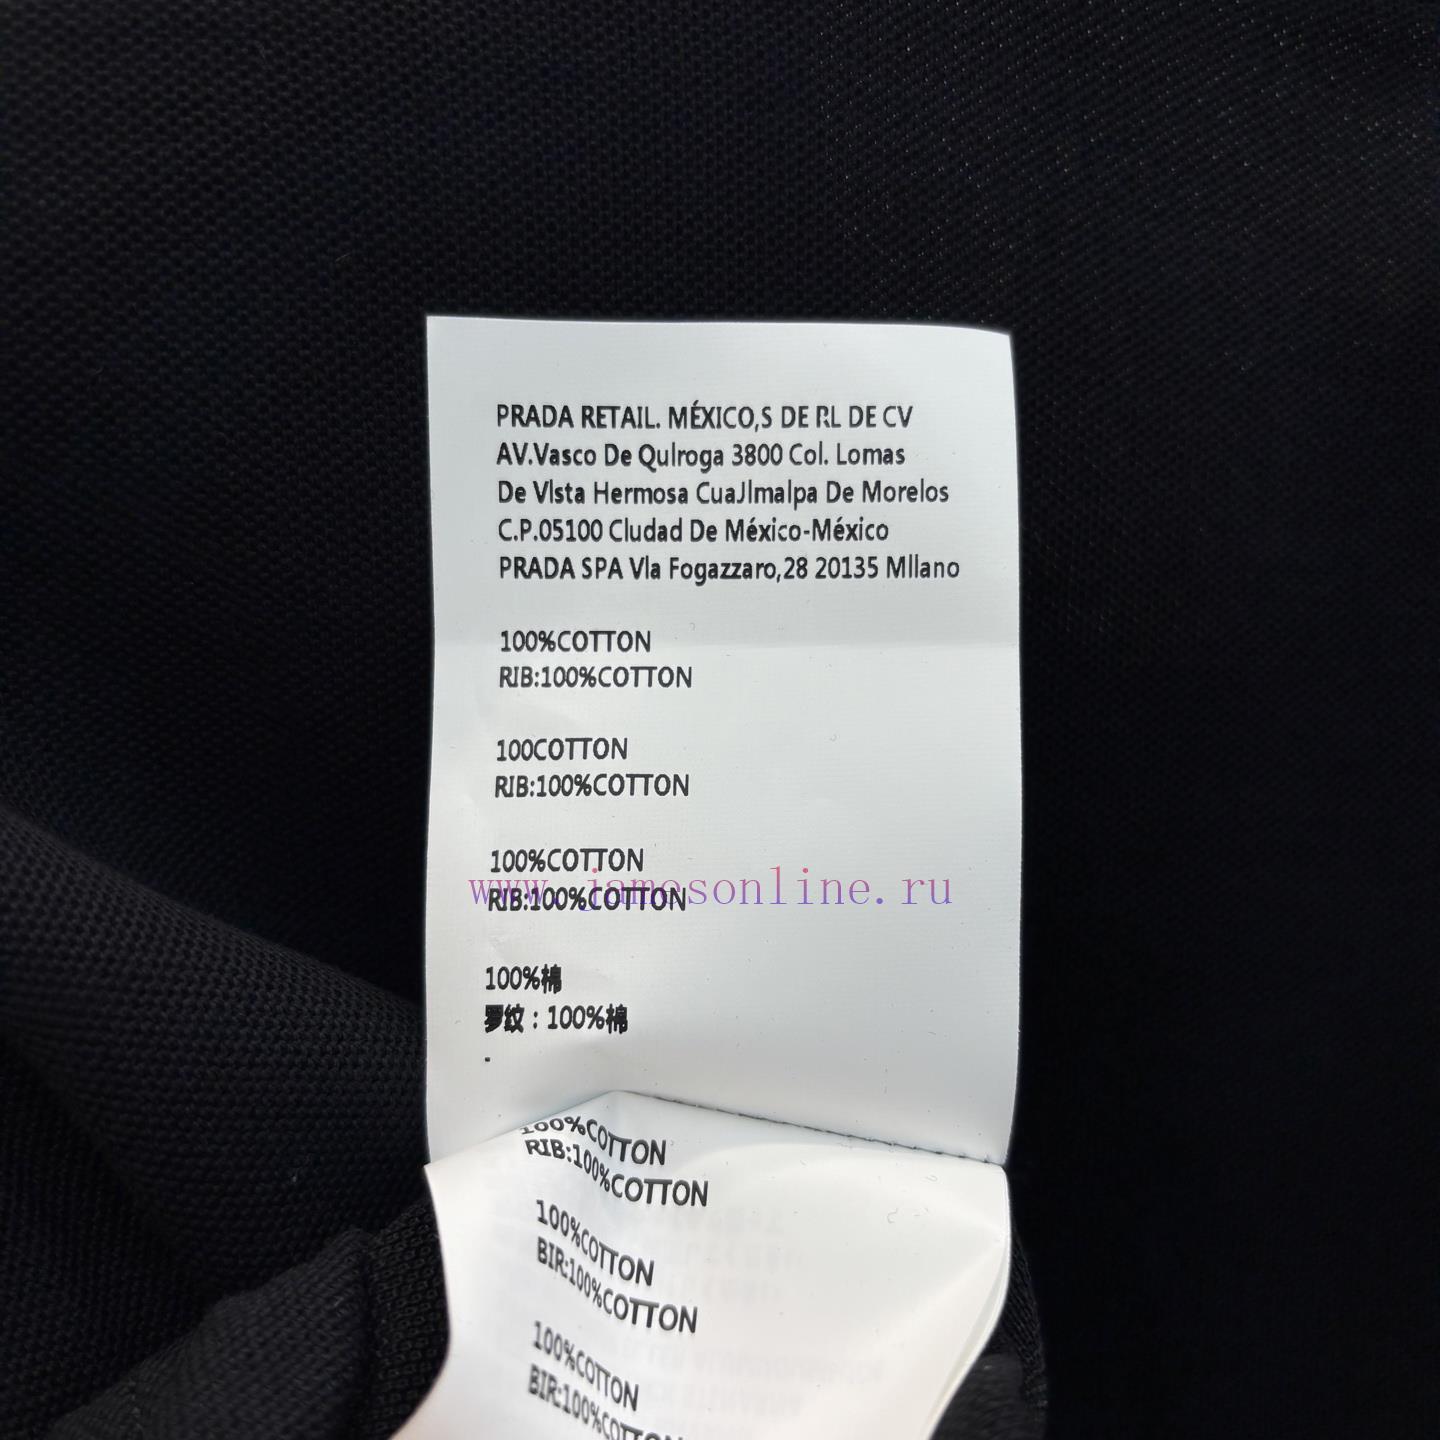 PRADA RETAIL. MÉXICO,S DE RL DE CV
AV.Vasco De Qulroga 3800 Col. Lomas
De Vlsta Hermosa CuaJlmalpa De Morelos
C.P.05100 Cludad De México-México
PRADA SPA Vla Fogazzaro,28 20135 Mllano
100%COTTON
RIB:100%COTTON
100COTTON
RIB:100%COTTON
100%COTTON
www.jamesonline.ru
RIB:100%COTTON
100%棉
罗纹：100%棉
.
100%COTTON
RIB:100%COTTON
100%COTTON
BIR:100%COTTON
100%COTTON
BIR:100%COTTON